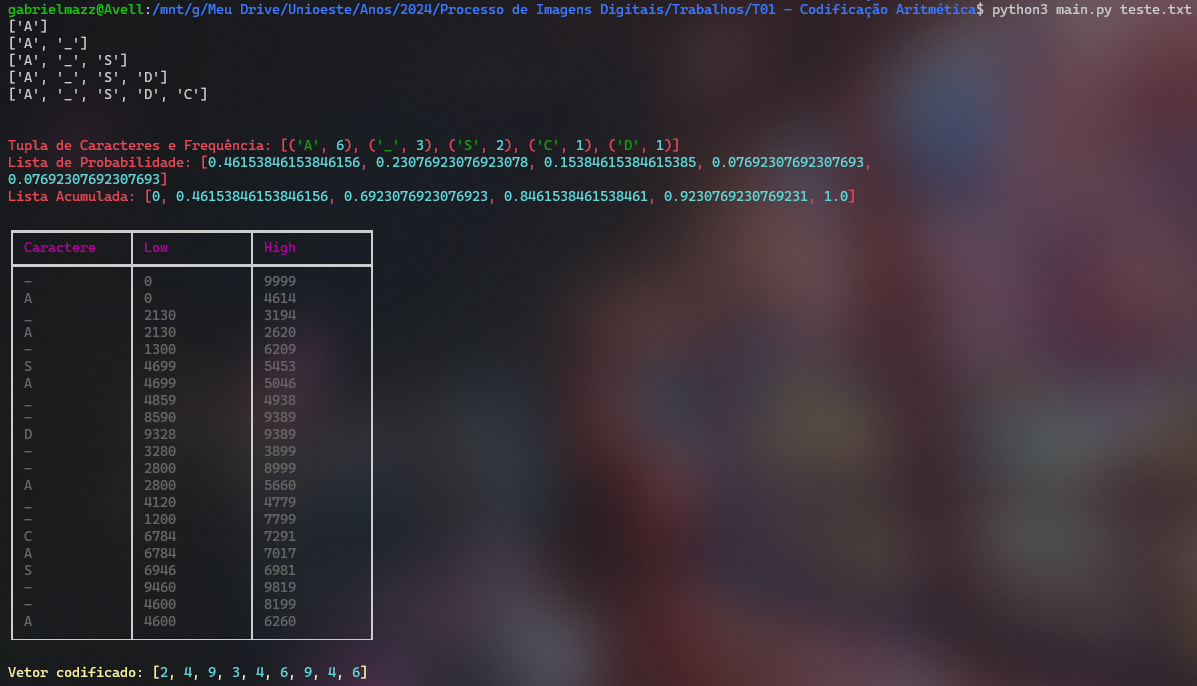 gabrielmazz@Avell:/mnt/g/Meu Drive/Unioeste/Anos/2024/Processo de Imagens Digitais/Trabalhos/T01 - Codificação Aritmética$ python3 main.py teste.txt
['A']
['A', '_']
['A', '_', 'S']
['A', '_', 'S', 'D']
['A', '_', 'S', 'D', 'C']
Tupla de Caracteres e Frequência: [('A', 6), ('_', 3), ('S', 2), ('C', 1), ('D', 1)]
Lista de Probabilidade: [0.46153846153846156, 0.23076923076923078, 0.15384615384615385, 0.07692307692307693,
0.07692307692307693]
Lista Acumulada: [0, 0.46153846153846156, 0.6923076923076923, 0.8461538461538461, 0.9230769230769231, 1.0]
Caractere Low High
- 0 9999
A 0 4614
_ 2130 3194
A 2130 2620
- 1300 6209
S 4699 5453
A 4699 5046
_ 4859 4938
- 8590 9389
D 9328 9389
- 3280 3899
- 2800 8999
A 2800 5660
_ 4120 4779
- 1200 7799
C 6784 7291
A 6784 7017
S 6946 6981
- 9460 9819
- 4600 8199
A 4600 6260
Vetor codificado: [2, 4, 9, 3, 4, 6, 9, 4, 6]